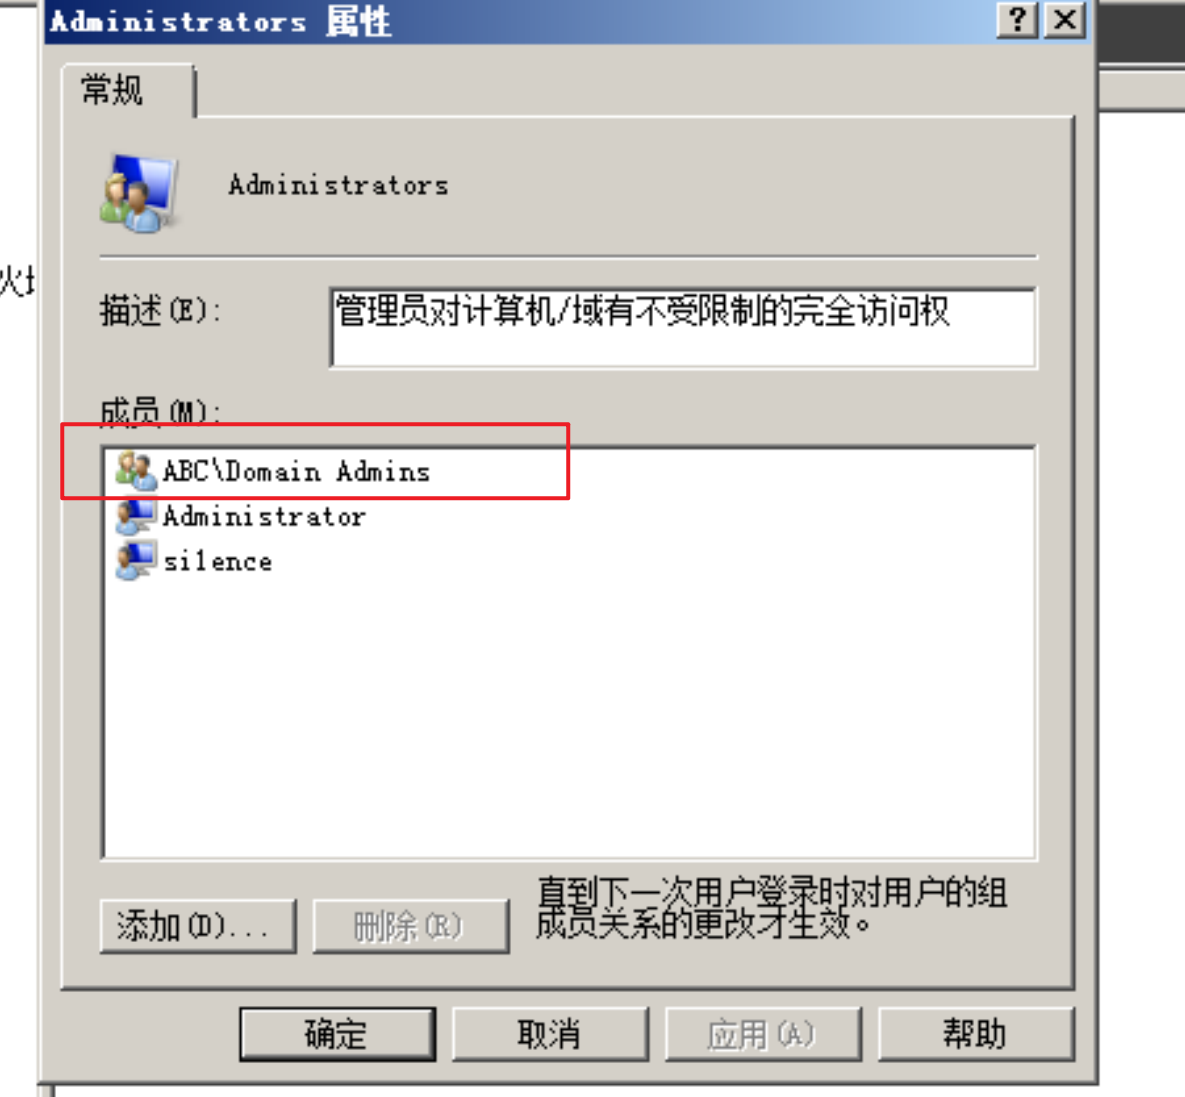 Administrators 属性
常规
Administrators
描述(E):
管理员对计算机/域有不受限制的完全访问权
成员(M):
ABC\Domain Admins
Administrator
silence
添加(D)...
删除(R)
直到下一次用户登录时对用户的组
成员关系的更改才生效。
确定
取消
应用(A)
帮助